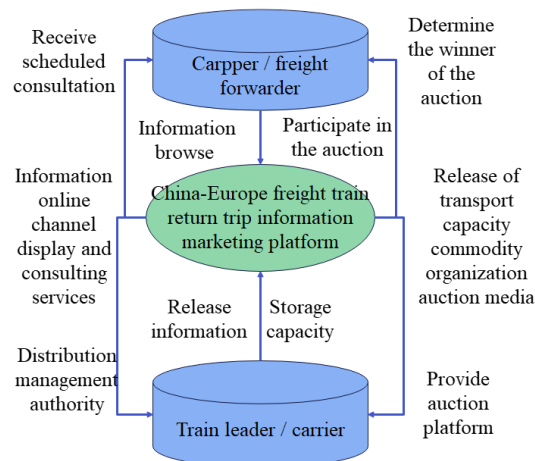 Receive
scheduled
consultation
Carpper / freight
forwarder
Determine
the winner
of the
auction
Information
browse
Participate in
the auction
Information
online
channel
display and
consulting
services
China-Europe freight train
return trip information
marketing platform
Release of
transport
capacity
commodity
organization
auction media
Release
information
Storage
capacity
Distribution
management
authority
Train leader / carrier
Provide
auction
platform